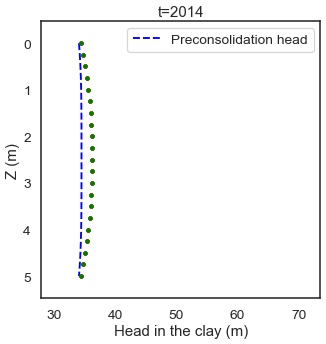 t=2014
Preconsolidation head
0
1
2
3
4
5
Z (m)
30 40 50 60 70
Head in the clay (m)